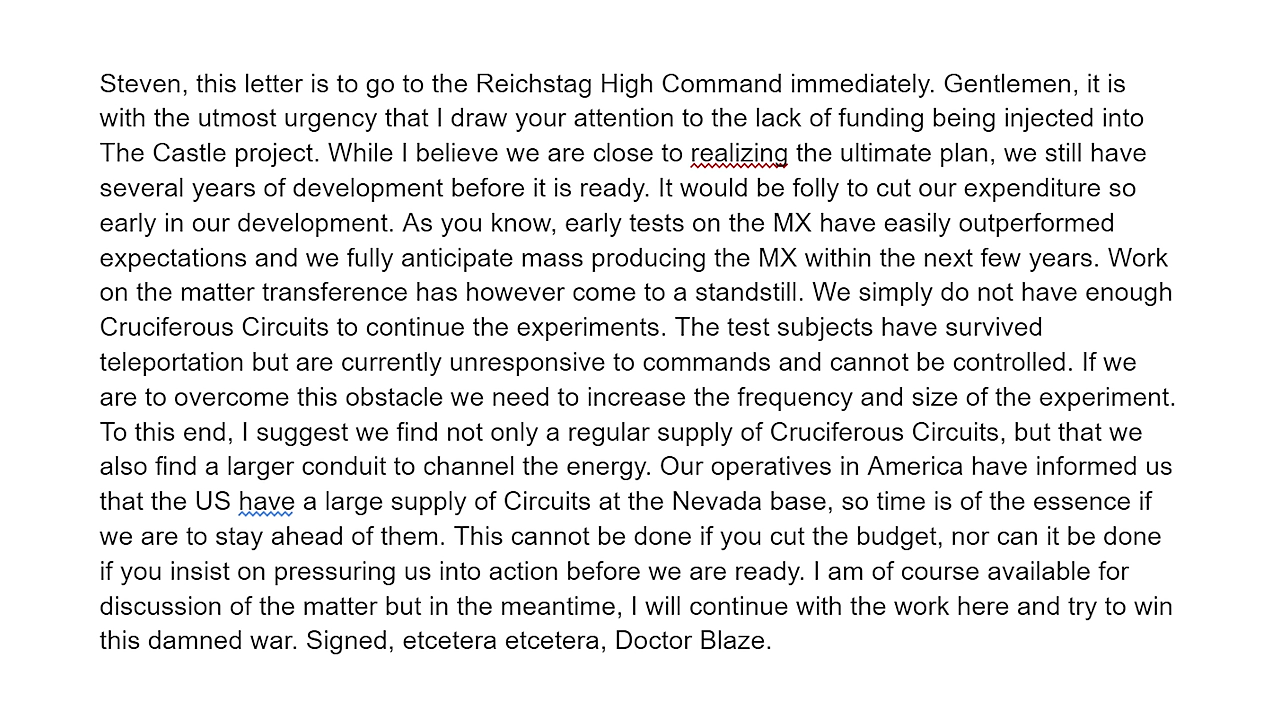 Steven, this letter is to go to the Reichstag High Command immediately. Gentlemen, it is
with the utmost urgency that I draw your attention to the lack of funding being injected into
The Castle project. While I believe we are close to realizing the ultimate plan, we still have
several years of development before it is ready. It would be folly to cut our expenditure so
early in our development. As you know, early tests on the MX have easily outperformed
expectations and we fully anticipate mass producing the MX within the next few years. Work
on the matter transference has however come to a standstill. We simply do not have enough
Cruciferous Circuits to continue the experiments. The test subjects have survived
teleportation but are currently unresponsive to commands and cannot be controlled. If we
are to overcome this obstacle we need to increase the frequency and size of the experiment.
To this end, I suggest we find not only a regular supply of Cruciferous Circuits, but that we
also find a larger conduit to channel the energy. Our operatives in America have informed us
that the US have a large supply of Circuits at the Nevada base, so time is of the essence if
we are to stay ahead of them. This cannot be done if you cut the budget, nor can it be done
if you insist on pressuring us into action before we are ready. I am of course available for
discussion of the matter but in the meantime, I will continue with the work here and try to win
this damned war. Signed, etcetera etcetera, Doctor Blaze.